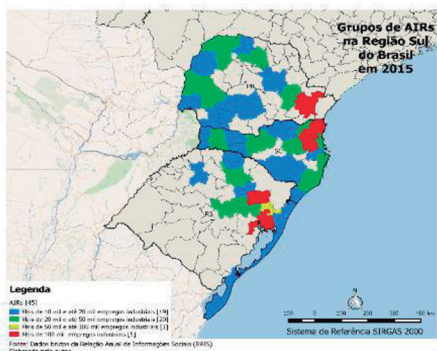 Grupos de AIRs
na Região Sul
do Brasil
em 2015
PR
SC
RS
Legenda
AIRs [45]
Mais de 10 mil e até 20 mil empregos industriais [19]
Mais de 20 mil e até 50 mil empregos industriais [20]
Mais de 50 mil e até 100 mil empregos industriais [1]
Mais de 100 mil empregos industriais [5]
N
Sistema de Referência SIRGAS 2000
Fonte: Dados brutos da Relação Anual de Informações Sociais (RAIS)
Elaborado pelo autor